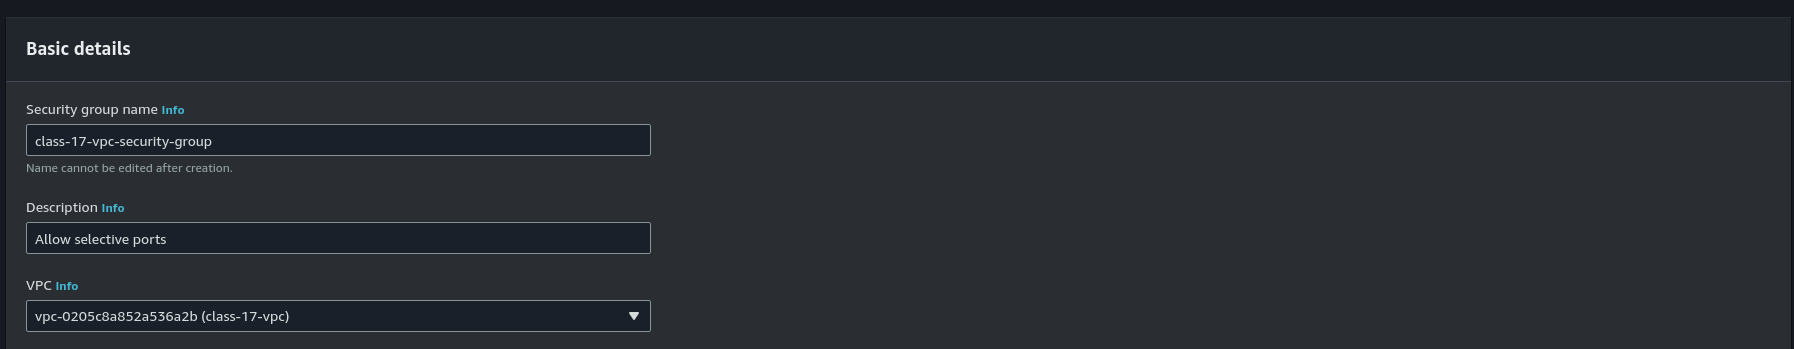 Basic details
Security group name Info
class-17-vpc-security-group
Name cannot be edited after creation.
Description Info
Allow selective ports
VPC Info
vpc-0205c8a852a536a2b (class-17-vpc)